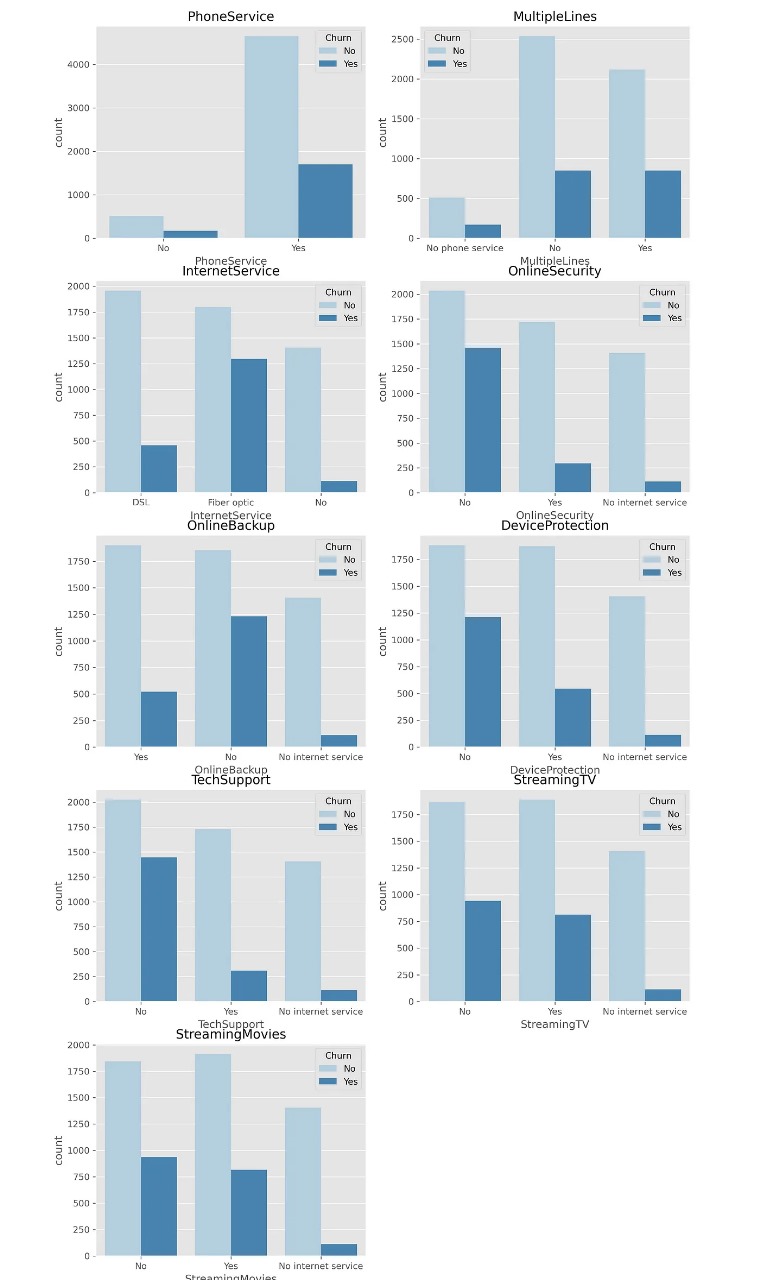 PhoneService
Churn
No
Yes
4000
3000
2000
1000
0
count
No
Yes
PhoneService
MultipleLines
Churn
No
Yes
2500
2000
1500
1000
500
0
count
No phone service
No
Yes
MultipleLines
InternetService
Churn
No
Yes
2000
1750
1500
1250
1000
750
500
250
0
count
DSL
Fiber optic
No
InternetService
OnlineSecurity
Churn
No
Yes
2000
1750
1500
1250
1000
750
500
250
0
count
No
Yes
No internet service
OnlineSecurity
OnlineBackup
Churn
No
Yes
1750
1500
1250
1000
750
500
250
0
count
Yes
No
No internet service
OnlineBackup
DeviceProtection
Churn
No
Yes
1750
1500
1250
1000
750
500
250
0
count
No
Yes
No internet service
DeviceProtection
TechSupport
Churn
No
Yes
2000
1750
1500
1250
1000
750
500
250
0
count
No
Yes
No internet service
TechSupport
StreamingTV
Churn
No
Yes
1750
1500
1250
1000
750
500
250
0
count
No
Yes
No internet service
StreamingTV
StreamingMovies
Churn
No
Yes
2000
1750
1500
1250
1000
750
500
250
0
count
No
Yes
No internet service
StreamingMovies